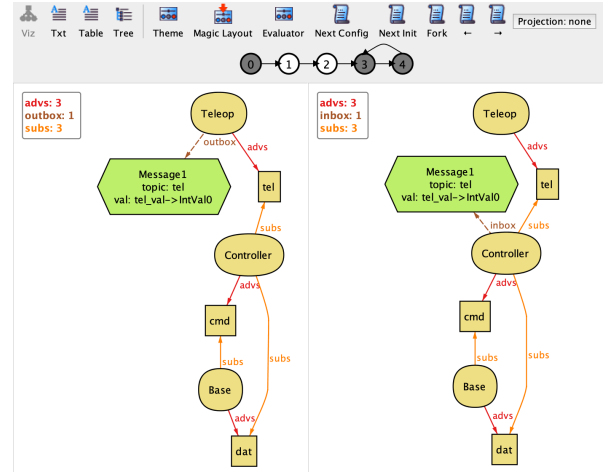 Viz Txt Table Tree Theme Magic Layout Evaluator Next Config Next Init Fork ← → Projection: none
0 1 2 3 4
advs: 3
outbox: 1
subs: 3
Teleop
outbox
advs
Message1
topic: tel
val: tel_val->IntVal0
tel
subs
Controller
advs
cmd
subs
subs
Base
advs
dat
advs: 3
inbox: 1
subs: 3
Teleop
advs
Message1
topic: tel
val: tel_val->IntVal0
tel
inbox
subs
Controller
advs
cmd
subs
subs
Base
advs
dat